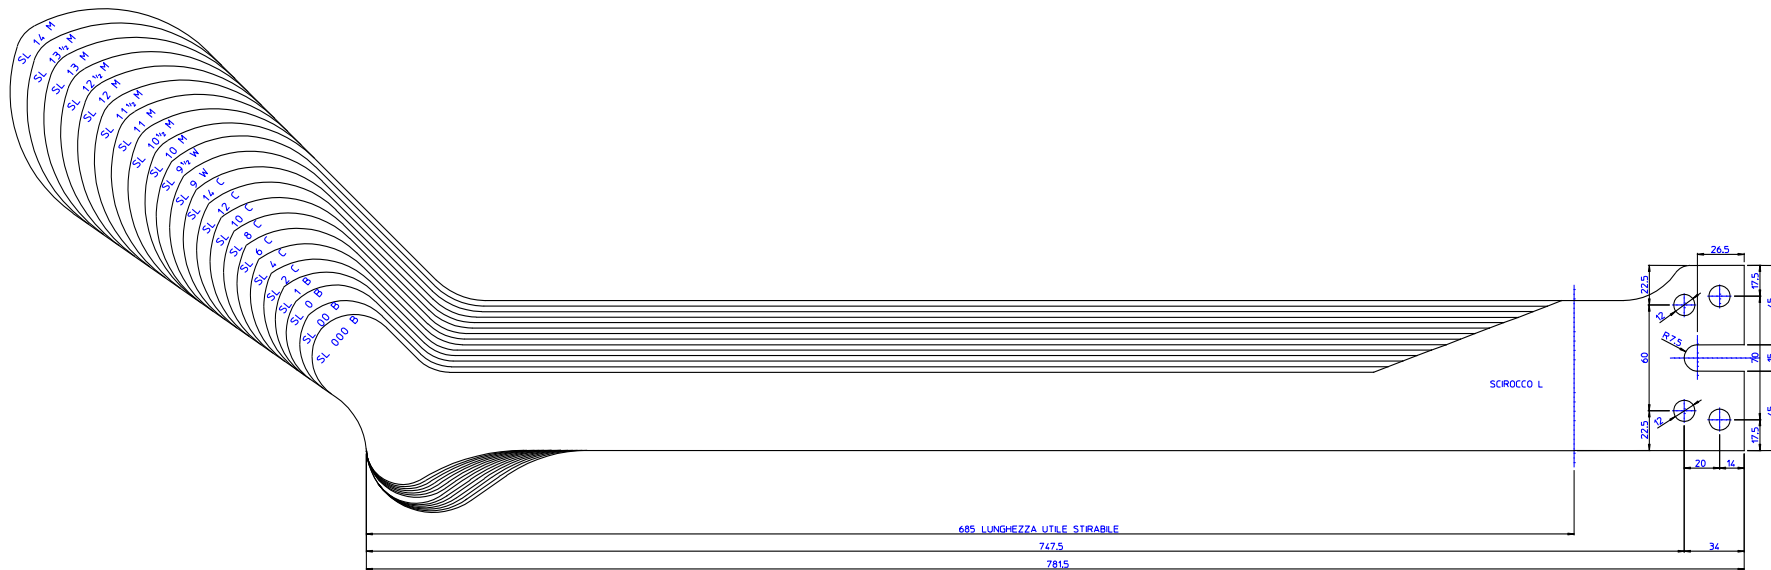 SL 14 M
SL 13½ M
SL 13 M
SL 12½ M
SL 12 M
SL 11½ M
SL 11 M
SL 10½ M
SL 10 M
SL 9½ W
SL 9 W
SL 14 C
SL 12 C
SL 10 C
SL 8 C
SL 6 C
SL 4 C
SL 2 C
SL 1 B
SL 0 B
SL 00 B
SL 000 B
26.5
22.5
17.5
45
12
R7.5
60
70
15
SCIROCCO L
12
22.5
17.5
45
20
14
685 LUNGHEZZA UTILE STIRABILE
747.5
34
781.5